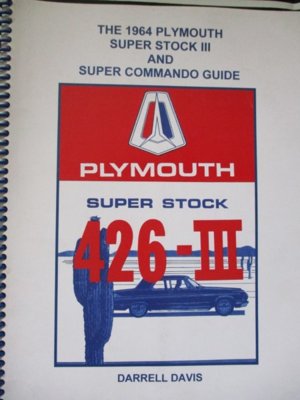 THE 1964 PLYMOUTH
SUPER STOCK III
AND
SUPER COMMANDO GUIDE
PLYMOUTH
SUPER STOCK
426-III
DARRELL DAVIS